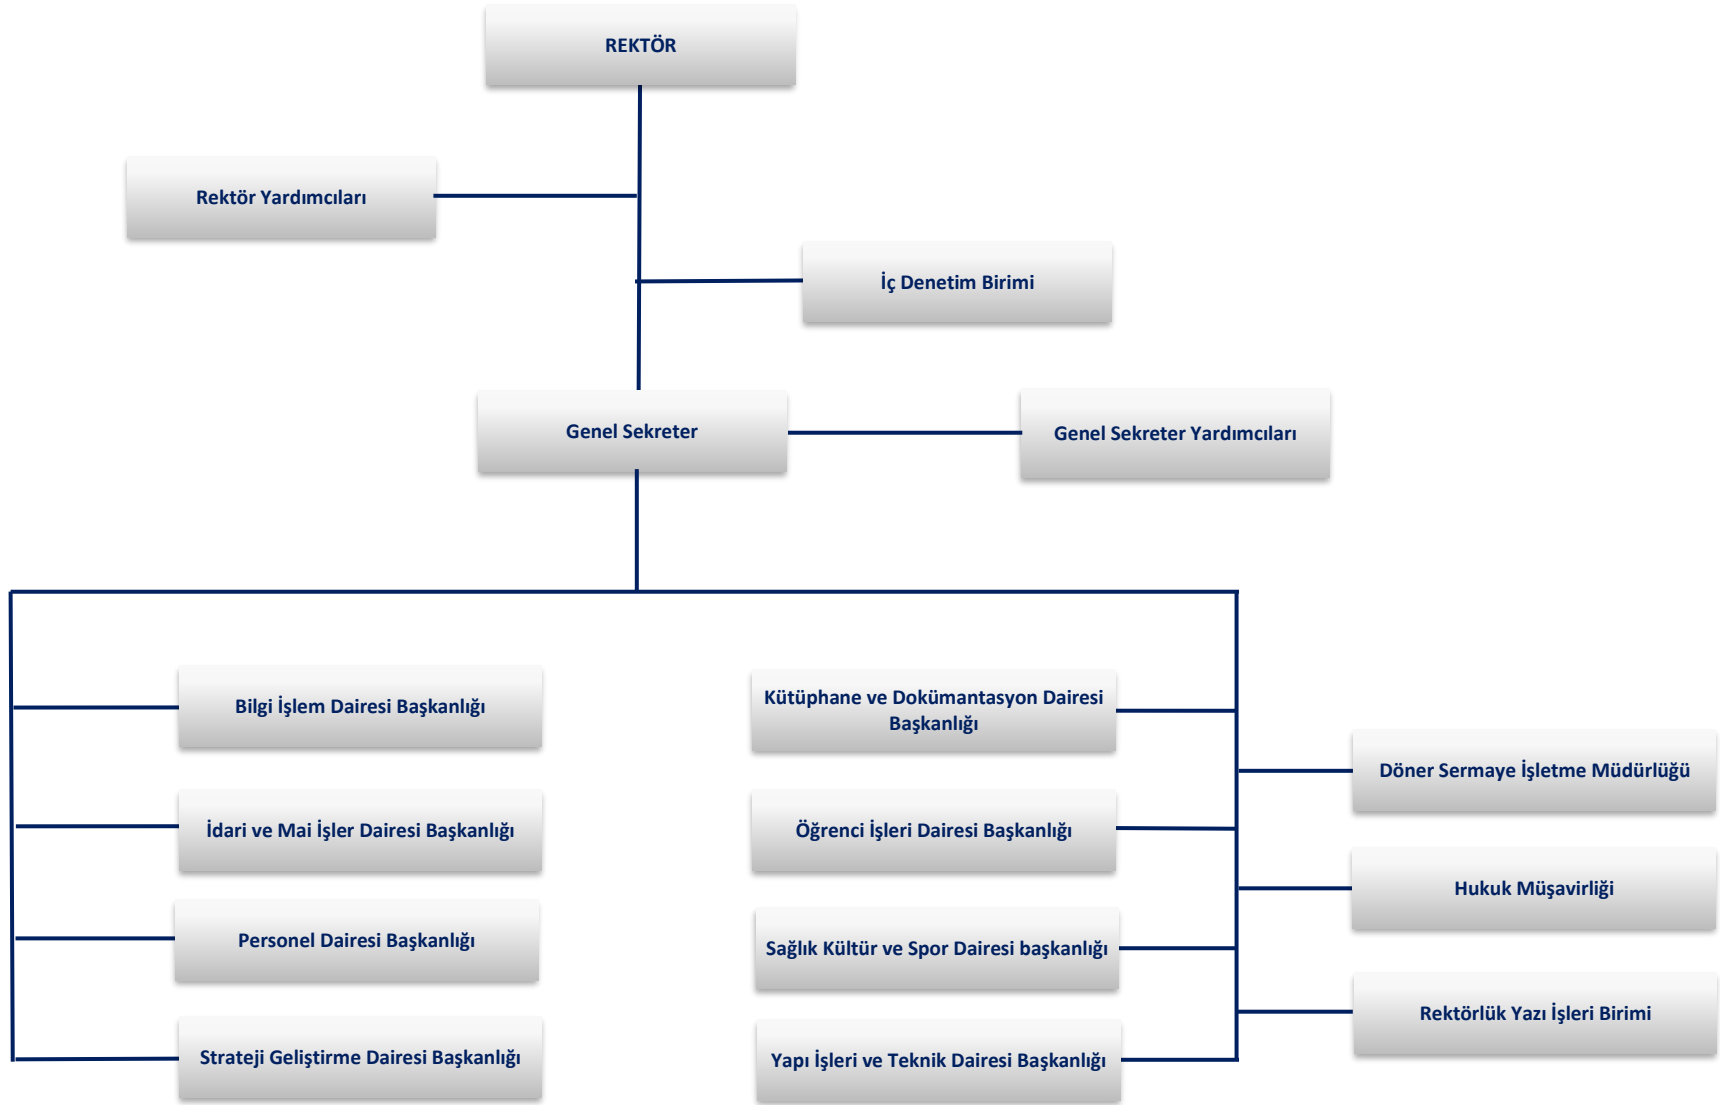 REKTÖR
Rektör Yardımcıları
İç Denetim Birimi
Genel Sekreter
Genel Sekreter Yardımcıları
Bilgi İşlem Dairesi Başkanlığı
İdari ve Mai İşler Dairesi Başkanlığı
Personel Dairesi Başkanlığı
Strateji Geliştirme Dairesi Başkanlığı
Kütüphane ve Dokümantasyon Dairesi
Başkanlığı
Öğrenci İşleri Dairesi Başkanlığı
Sağlık Kültür ve Spor Dairesi başkanlığı
Yapı İşleri ve Teknik Dairesi Başkanlığı
Döner Sermaye İşletme Müdürlüğü
Hukuk Müşavirliği
Rektörlük Yazı İşleri Birimi